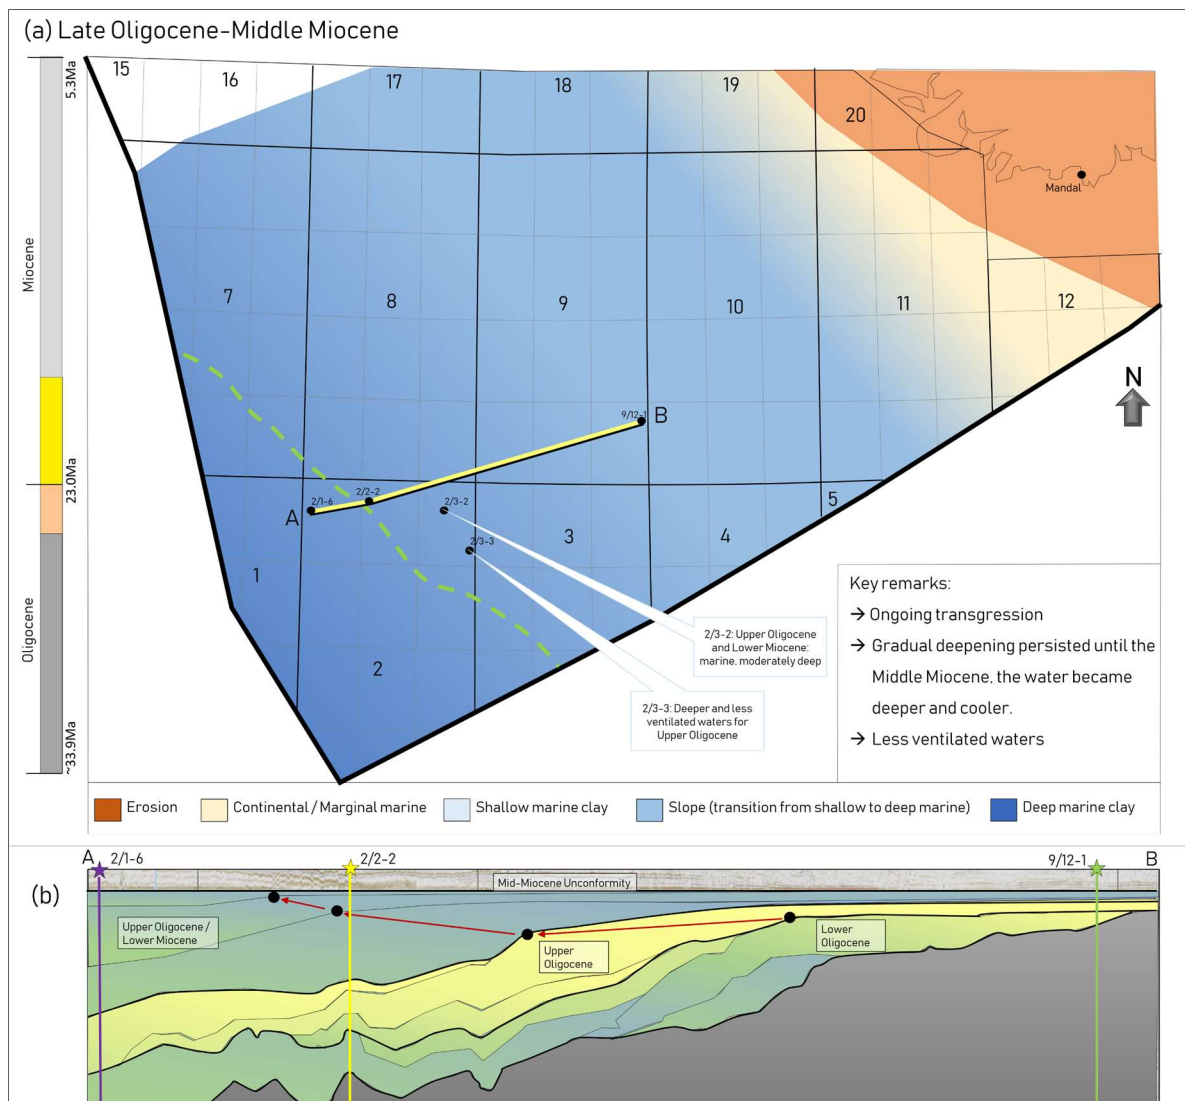 (a) Late Oligocene-Middle Miocene
5.3Ma
Miocene
23.0Ma
Oligocene
~33.9Ma
15
16
17
18
19
20
Mandal
7
8
9
10
11
12
N
9/12-1
B
2/1-6
2/2-2
A
2/3-2
2/3-3
1
2
3
4
5
2/3-2: Upper Oligocene
and Lower Miocene:
marine, moderately deep
2/3-3: Deeper and less
ventilated waters for
Upper Oligocene
Key remarks:
→ Ongoing transgression
→ Gradual deepening persisted until the
Middle Miocene, the water became
deeper and cooler.
→ Less ventilated waters
Erosion
Continental / Marginal marine
Shallow marine clay
Slope (transition from shallow to deep marine)
Deep marine clay
(b)
A
2/1-6
2/2-2
9/12-1
B
Mid-Miocene Unconformity
Upper Oligocene /
Lower Miocene
Upper
Oligocene
Lower
Oligocene